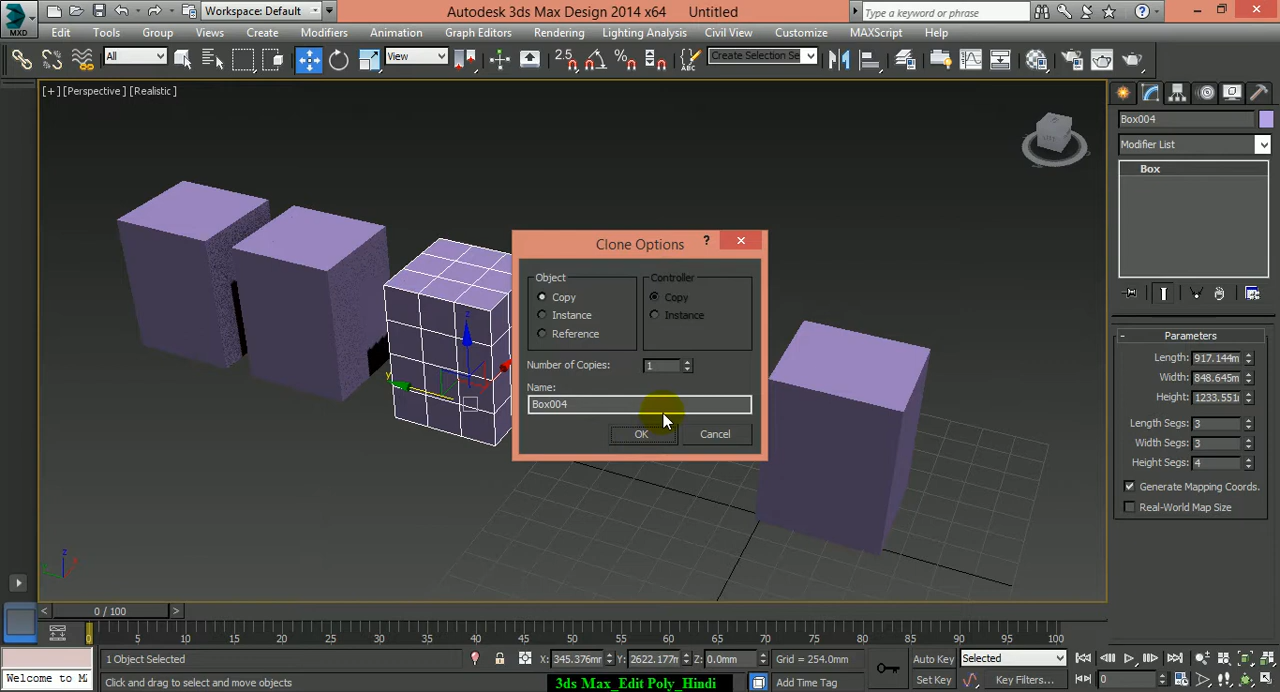 MXD
Workspace: Default
Autodesk 3ds Max Design 2014 x64 Untitled
Type a keyword or phrase
Edit Tools Group Views Create Modifiers Animation Graph Editors Rendering Lighting Analysis Civil View Customize MAXScript Help
All View 2.5 Create Selection Se
[+] [Perspective] [Realistic]
Box004
Modifier List
Box
Clone Options ?
Object Controller
Copy Copy
Instance Instance
Reference
Number of Copies: 1
Name:
Box004
OK Cancel
z
y
- Parameters
Length: 917.144m
Width: 848.645m
Height: 1233.551
Length Segs: 3
Width Segs: 3
Height Segs: 4
Generate Mapping Coords.
Real-World Map Size
z
< 0 / 100 >
0 5 10 15 20 25 30 35 40 45 50 55 60 65 70 75 80 85 90 95 100
1 Object Selected X: 345.376m Y: 2622.177m Z: 0.0mm Grid = 254.0mm Auto Key Selected
Welcome to M Click and drag to select and move objects 3ds Max_Edit Poly_Hindi Add Time Tag Set Key Key Filters... 0